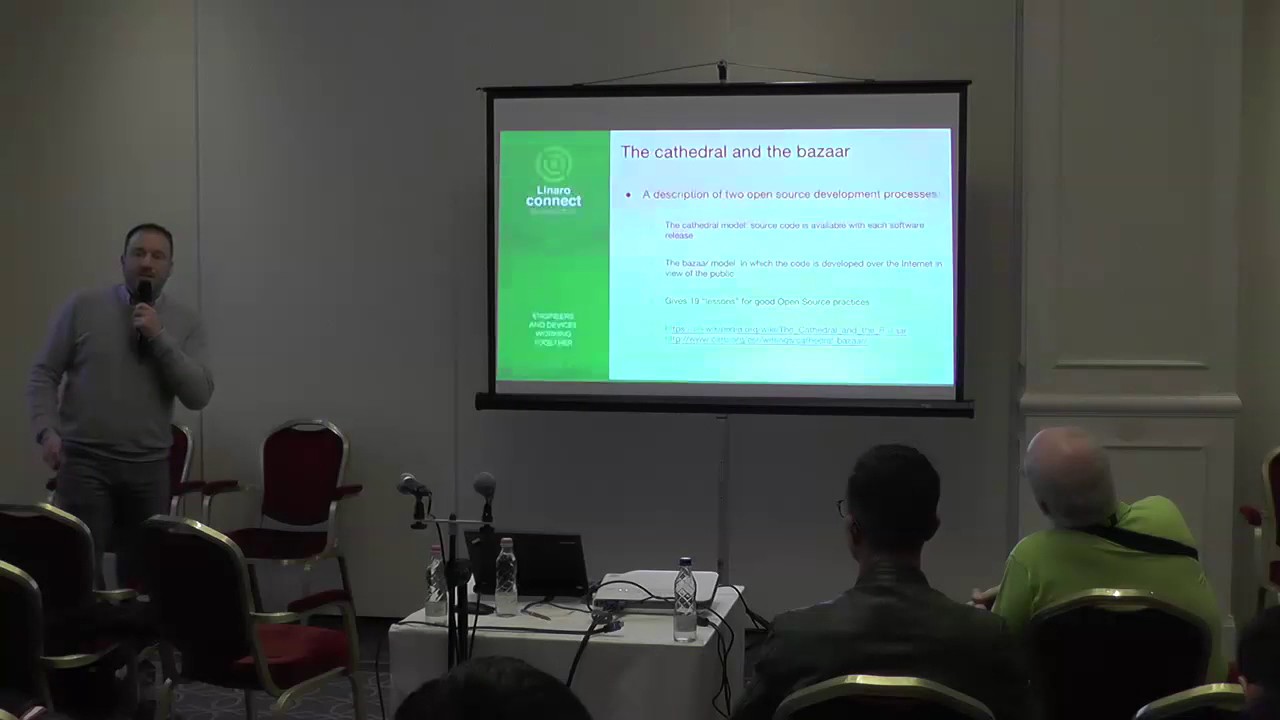 The cathedral and the bazaar
Linaro
connect
• A description of two open source development processes:
The cathedral model: source code is available with each software
release
The bazaar model: in which the code is developed over the Internet in
view of the public
Gives 19 "lessons" for good Open Source practices
ENGINEERS
AND DEVICES
WORKING
TOGETHER